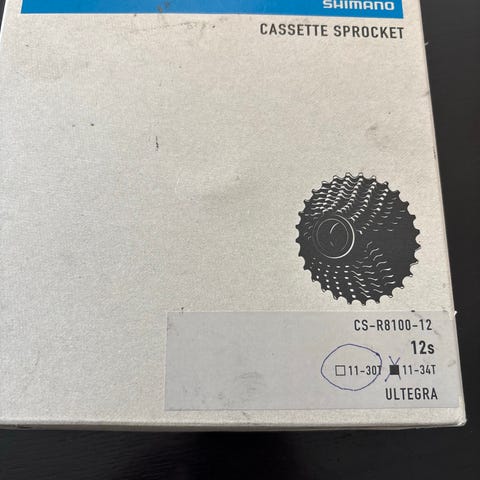 SHIMANO
CASSETTE SPROCKET
CS-R8100-12
12s
□ 11-30T ■ 11-34T
ULTEGRA